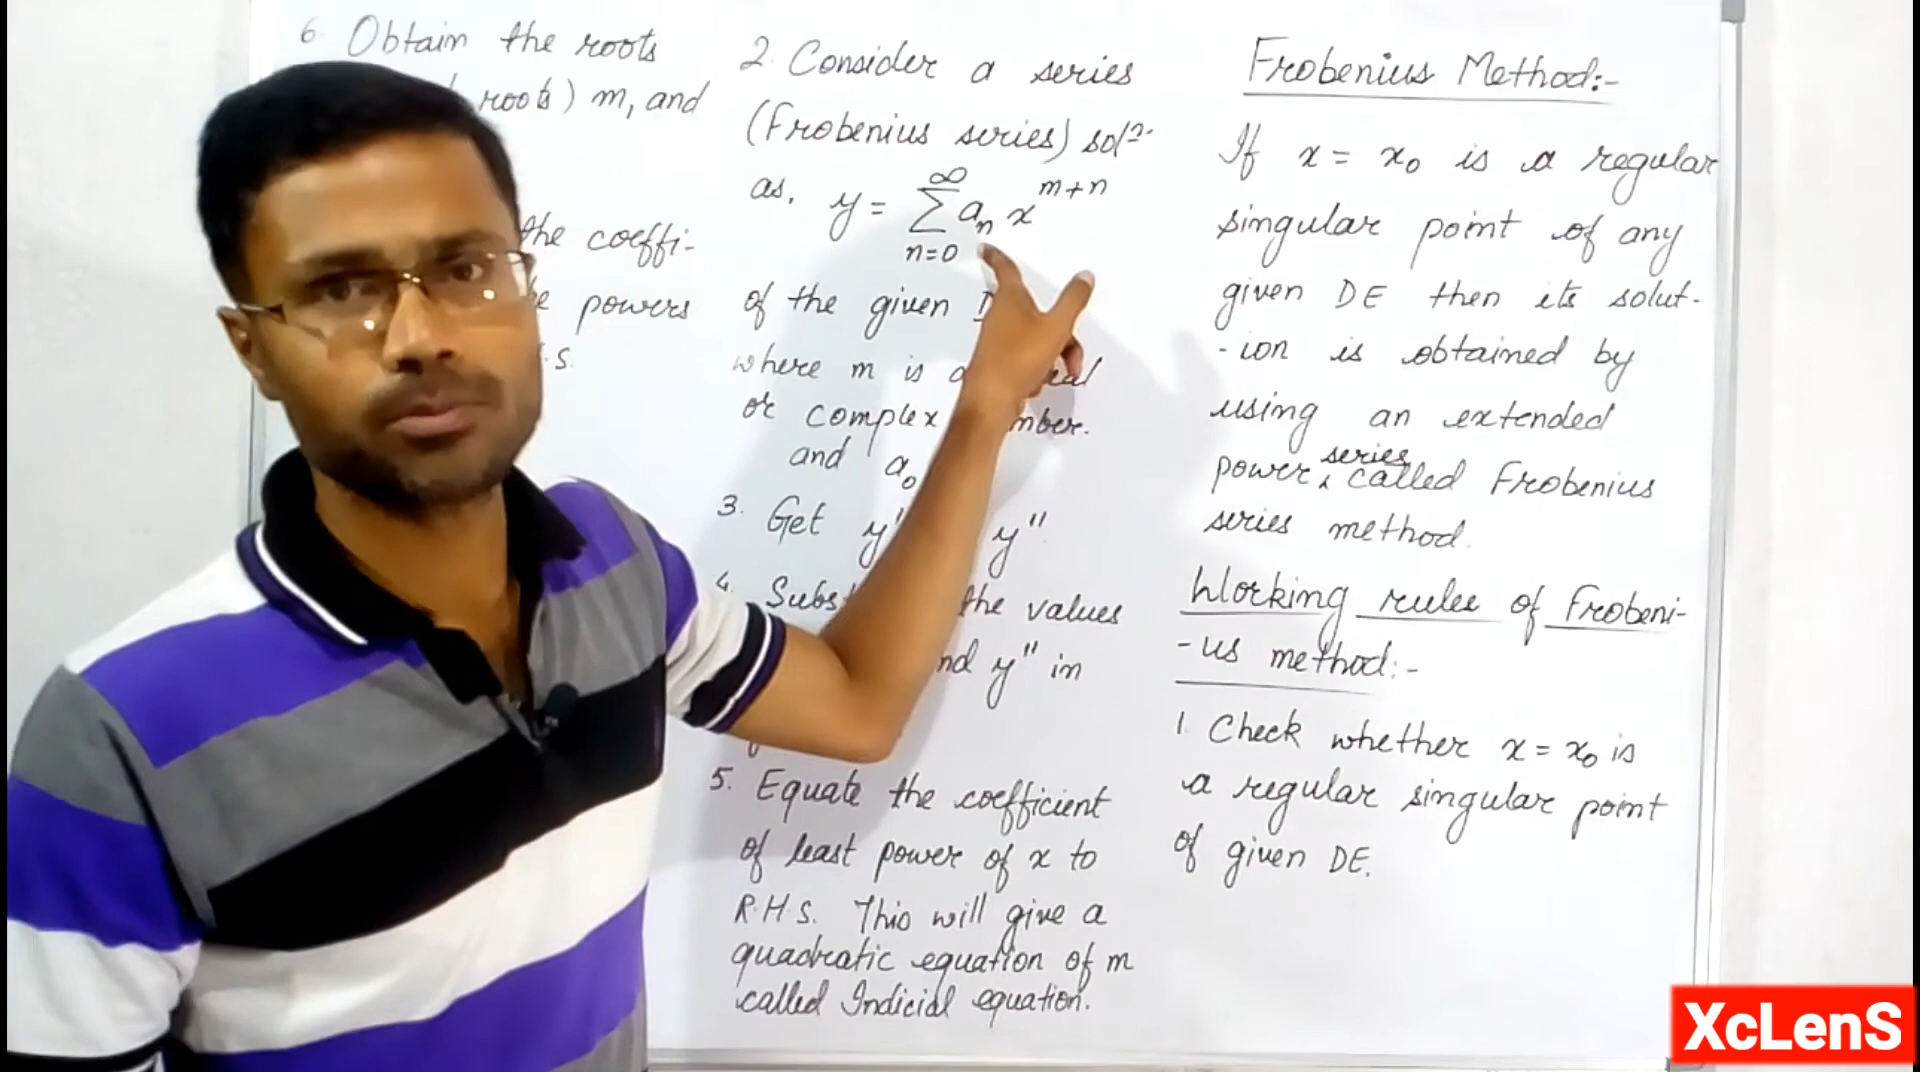 Frobenius Method:-
If x = x₀ is a regular
singular point of any
given DE then its solut-
-ion is obtained by
using an extended
series
power ‸ called Frobenius
series method.
Working rules of Frobeni-
-us method:-
1. Check whether x = x₀ is
a regular singular point
of given DE.
2. Consider a series
(Frobenius series) solⁿ.
as, y = ∑_{n=0}^{∞} a_n x^{m+n}
of the given
where m is
or complex
and a₀
3. Get y' y''
4. the values
y'' in
5. Equate the coefficient
of least power of x to
R.H.S. This will give a
quadratic equation of m
called Indicial equation.
6. Obtain the roots
roots) m₁ and
the coeffi-
powers
.S.
XcLenS